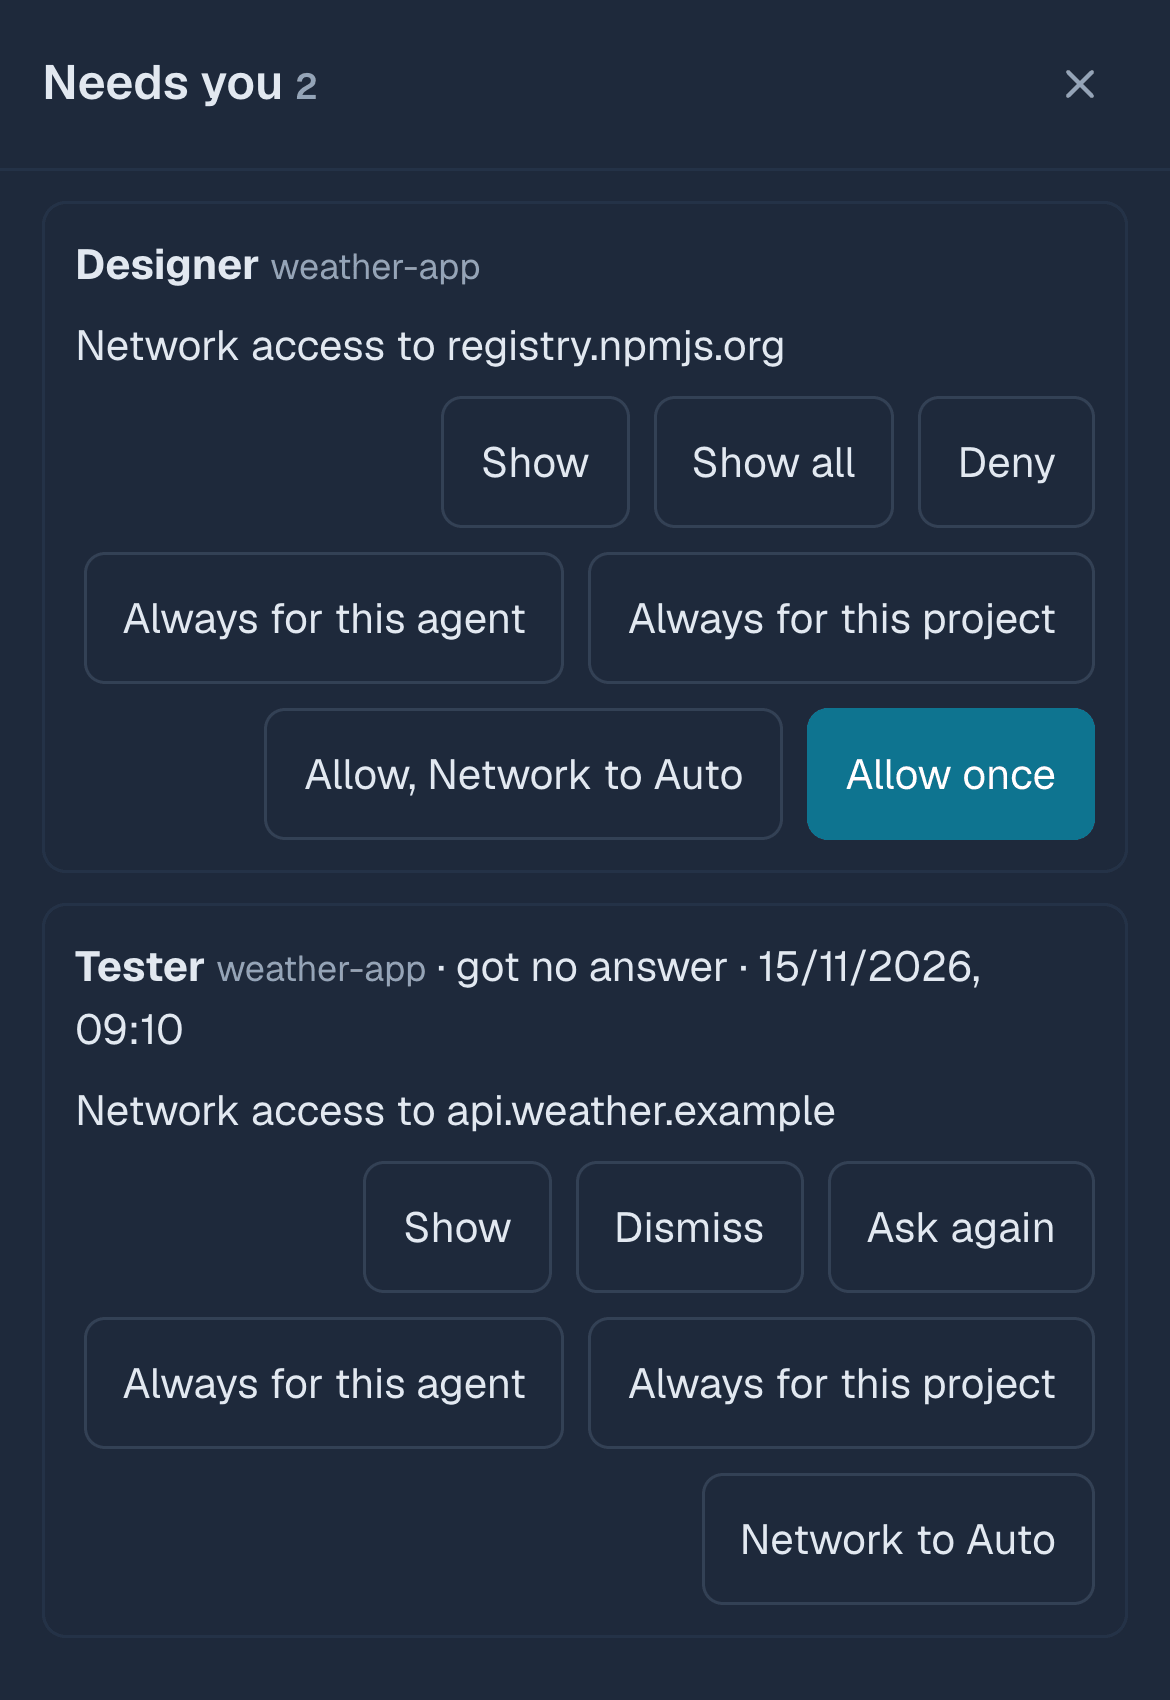 Needs you 2
Designer weather-app
Network access to registry.npmjs.org
Show Show all Deny
Always for this agent Always for this project
Allow, Network to Auto Allow once
Tester weather-app · got no answer · 15/11/2026,
09:10
Network access to api.weather.example
Show Dismiss Ask again
Always for this agent Always for this project
Network to Auto